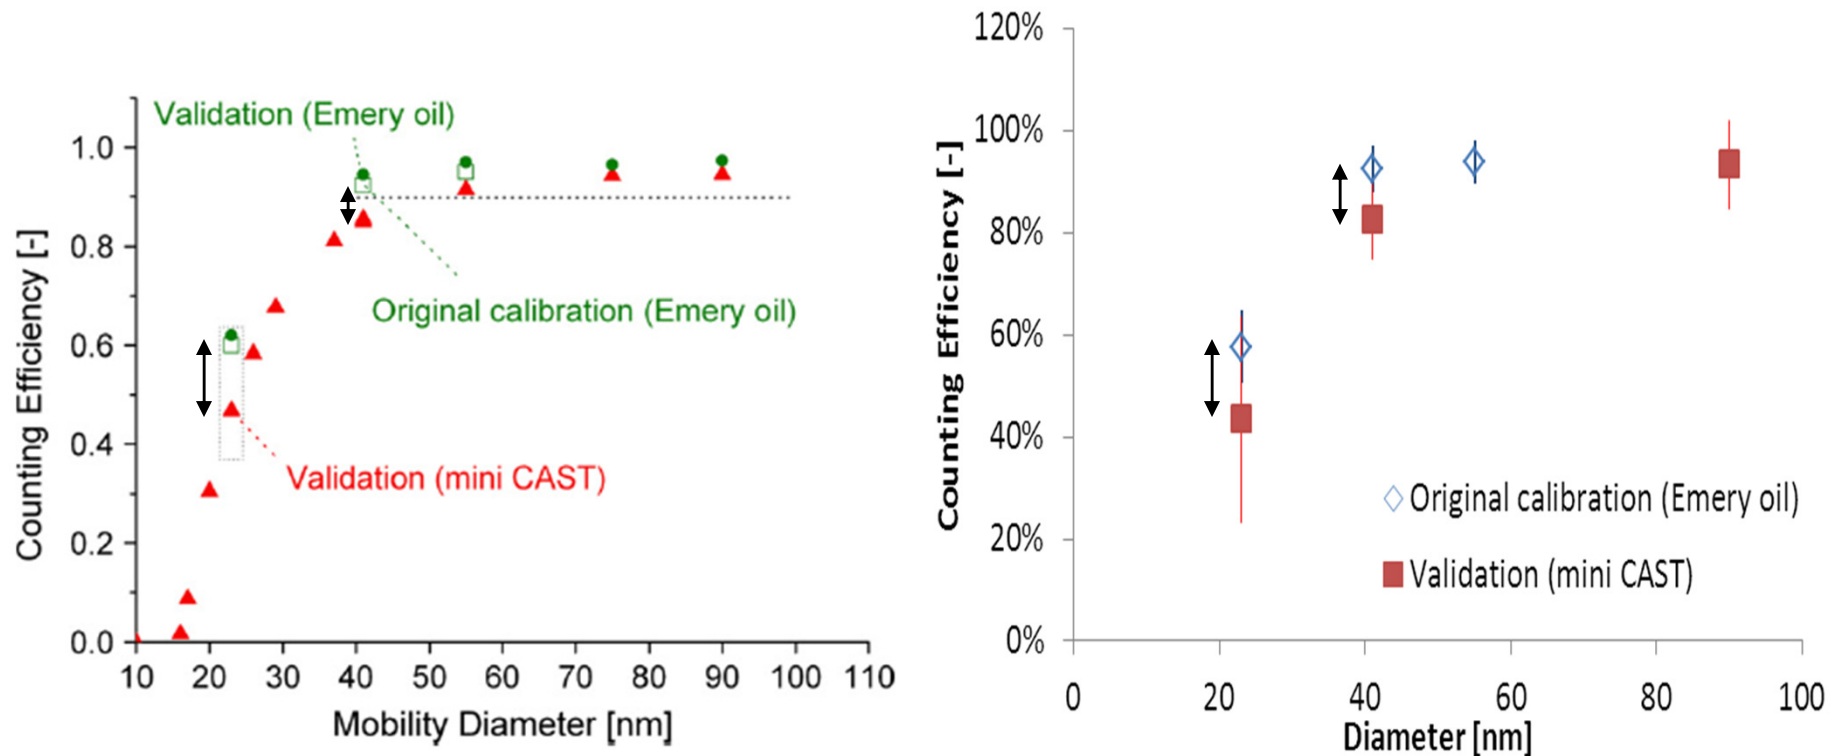 Counting Efficiency [-]
1.0
0.8
0.6
0.4
0.2
0.0
Validation (Emery oil)
Original calibration (Emery oil)
Validation (mini CAST)
10 20 30 40 50 60 70 80 90 100 110
Mobility Diameter [nm]
Counting Efficiency [-]
120%
100%
80%
60%
40%
20%
0%
Original calibration (Emery oil)
Validation (mini CAST)
0 20 40 60 80 100
Diameter [nm]